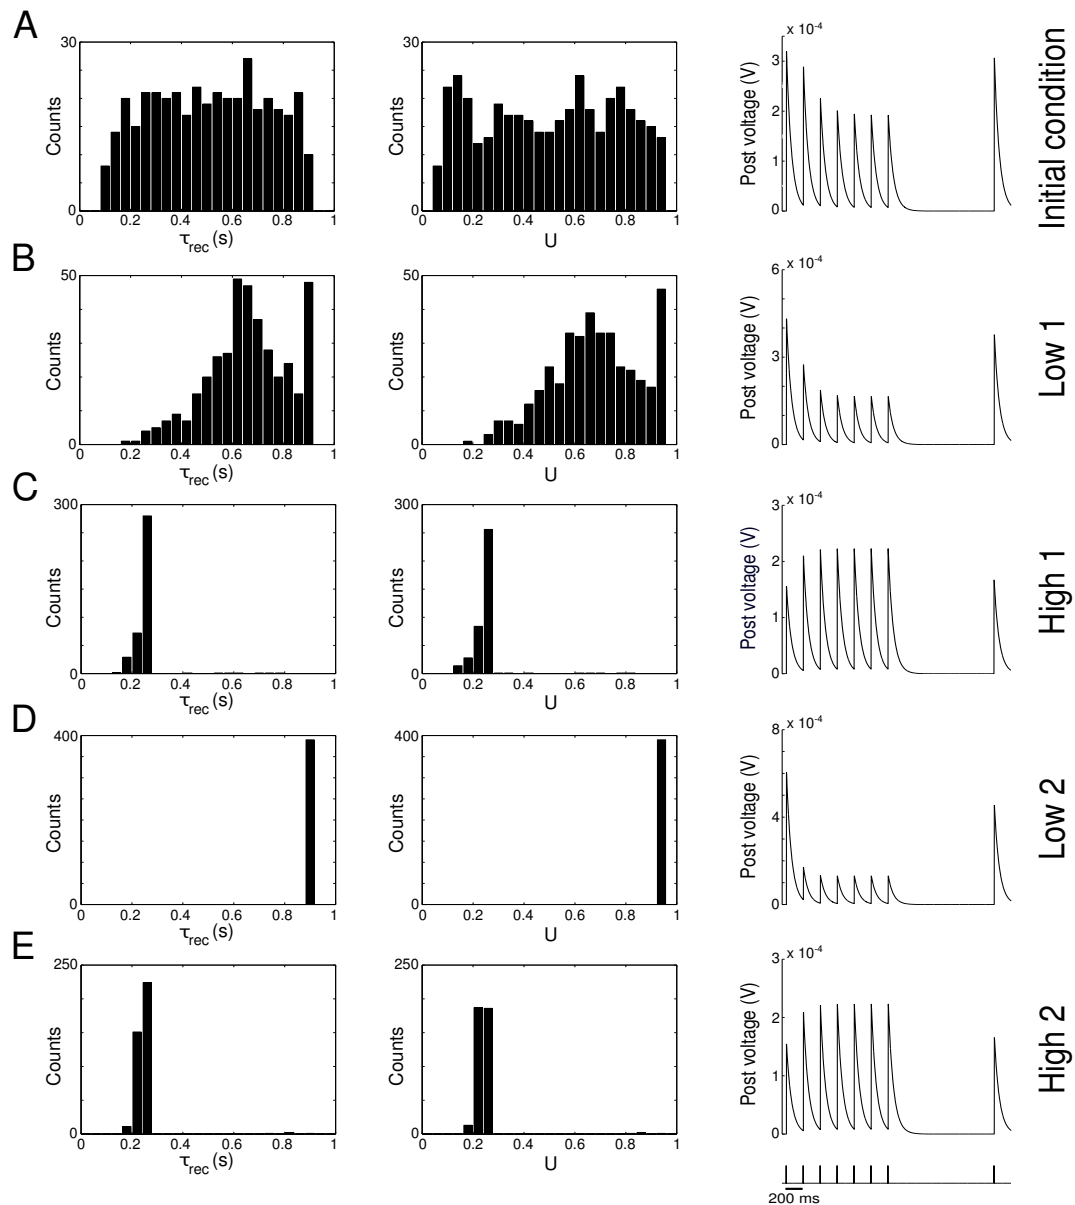 A
30
0
Counts
0 0.2 0.4 0.6 0.8 1
τrec (s)
30
0
Counts
0 0.2 0.4 0.6 0.8 1
U
x 10-4
3
2
1
0
Post voltage (V)
Initial condition
B
50
0
Counts
0 0.2 0.4 0.6 0.8 1
τrec (s)
50
0
Counts
0 0.2 0.4 0.6 0.8 1
U
6 x 10-4
3
0
Post voltage (V)
Low 1
C
300
0
Counts
0 0.2 0.4 0.6 0.8 1
τrec (s)
300
0
Counts
0 0.2 0.4 0.6 0.8 1
U
3 x 10-4
2
1
0
Post voltage (V)
High 1
D
400
0
Counts
0 0.2 0.4 0.6 0.8 1
τrec (s)
400
0
Counts
0 0.2 0.4 0.6 0.8 1
U
8 x 10-4
4
0
Post voltage (V)
Low 2
E
250
0
Counts
0 0.2 0.4 0.6 0.8 1
τrec (s)
250
0
Counts
0 0.2 0.4 0.6 0.8 1
U
3 x 10-4
2
1
0
Post voltage (V)
High 2
200 ms